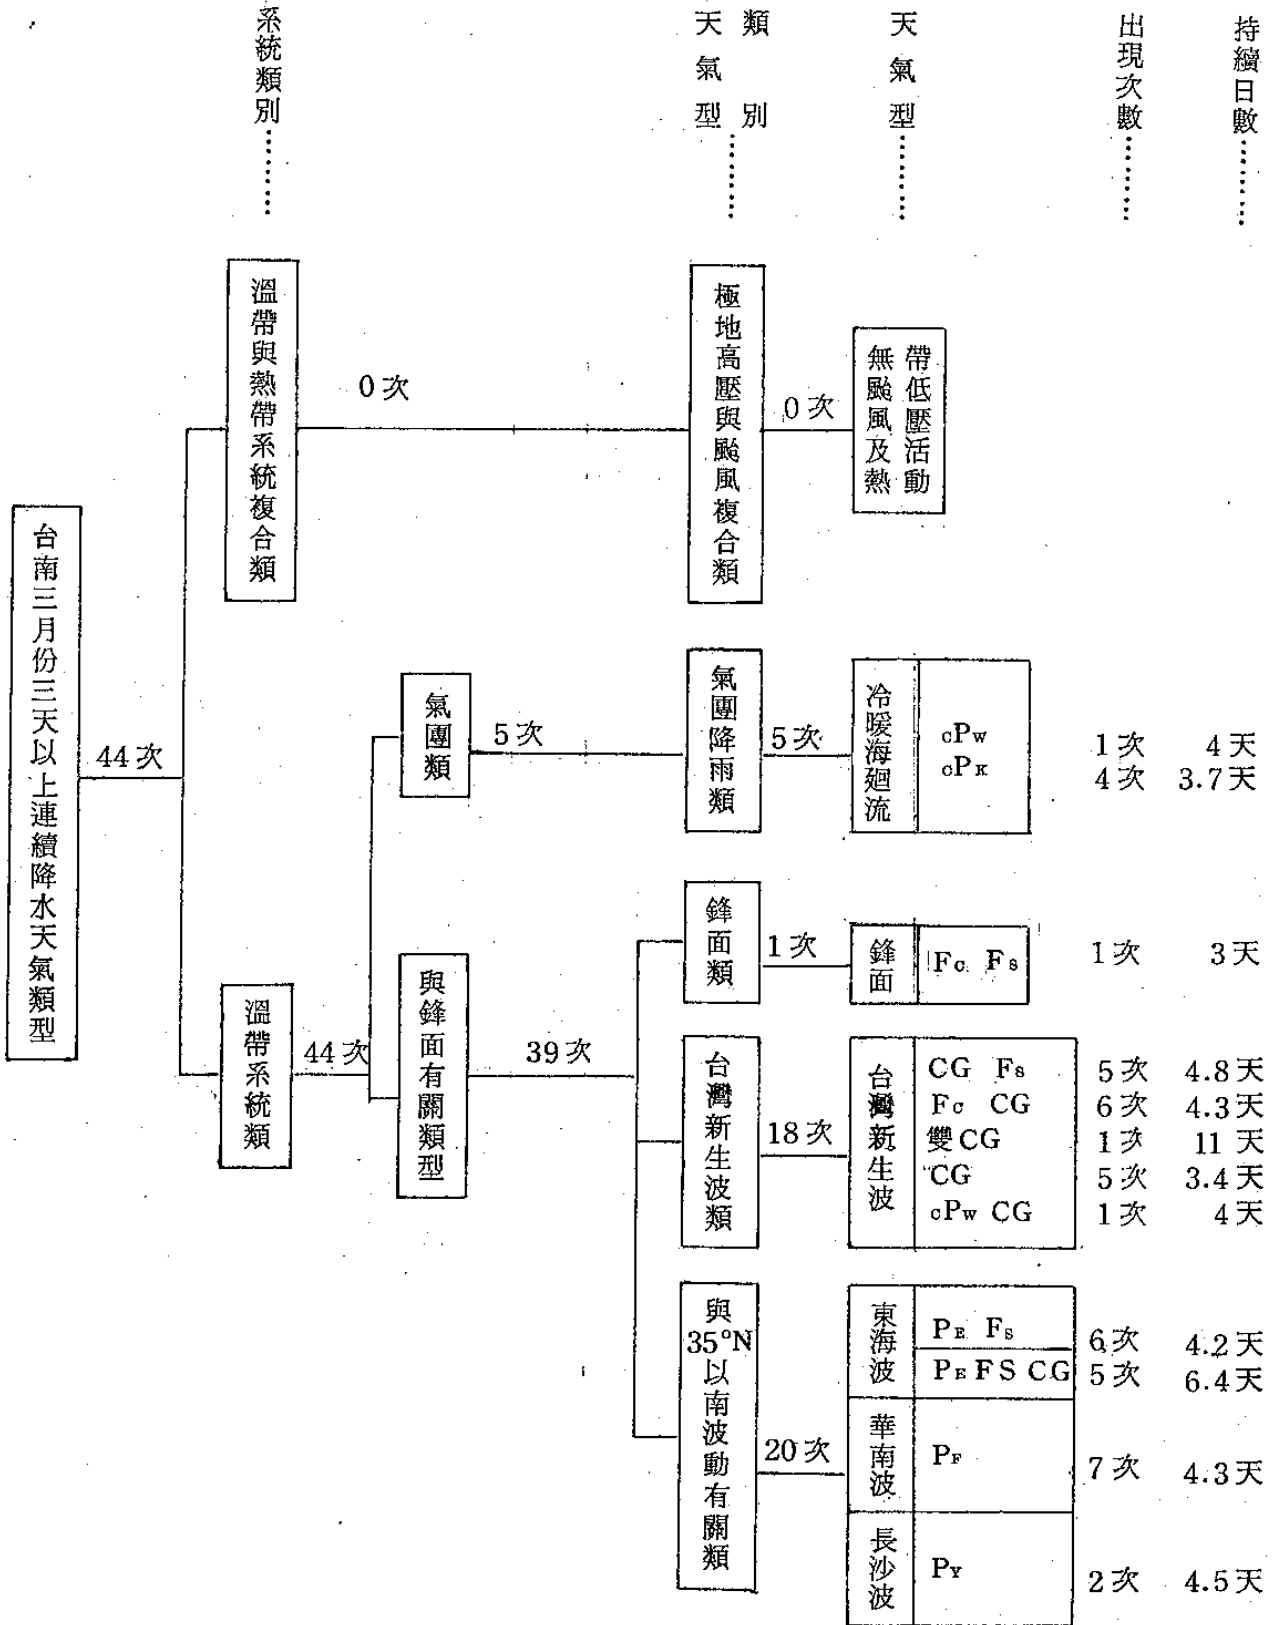 系統類別………
天氣型
類別………
天氣型………
出現次數………
持續日數………
台南三月份三天以上連續降水天氣類型
44次
溫帶與熱帶系統複合類
0次
極地高壓與颱風複合類
0次
無颱風及熱
帶低壓活動
溫帶系統類
44次
氣團類
5次
氣團降雨類
5次
冷暖海廻流
cPw 1次 4天
cPK 4次 3.7天
與鋒面有關類型
39次
鋒面類
1次
鋒面
Fc Fs 1次 3天
台灣新生波類
18次
台灣新生波
CG Fs 5次 4.8天
Fc CG 6次 4.3天
雙CG 1次 11天
CG 5次 3.4天
cPw CG 1次 4天
與35°N以南波動有關類
20次
東海波
PE Fs 6次 4.2天
PE FS CG 5次 6.4天
華南波
PF 7次 4.3天
長沙波
PY 2次 4.5天